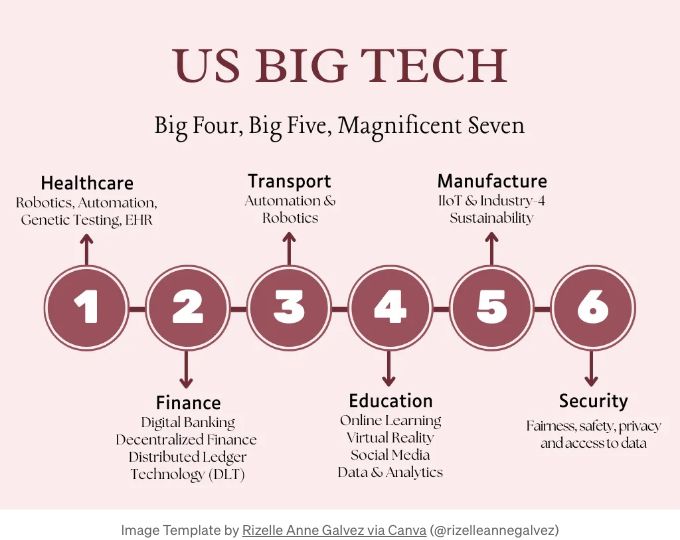 US BIG TECH
Big Four, Big Five, Magnificent Seven
Healthcare
Robotics, Automation,
Genetic Testing, EHR
Transport
Automation &
Robotics
Manufacture
IIoT & Industry-4
Sustainability
1
2
3
4
5
6
Finance
Digital Banking
Decentralized Finance
Distributed Ledger
Technology (DLT)
Education
Online Learning
Virtual Reality
Social Media
Data & Analytics
Security
Fairness, safety, privacy
and access to data
Image Template by Rizelle Anne Galvez via Canva (@rizelleannegalvez)